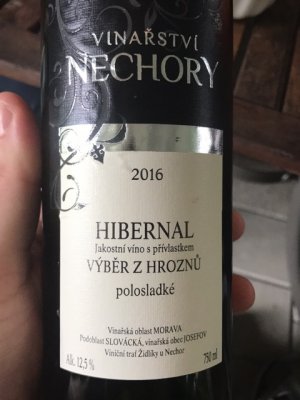 VINAŘSTVÍ
NECHORY
2016
HIBERNAL
Jakostní víno s přívlastkem
VÝBĚR Z HROZNŮ
polosladké
Vinařská oblast MORAVA
Podoblast SLOVÁCKÁ, vinařská obec JOSEFOV
Viniční trať Židlíky u Nechor
Alk. 12,5 %
750 ml